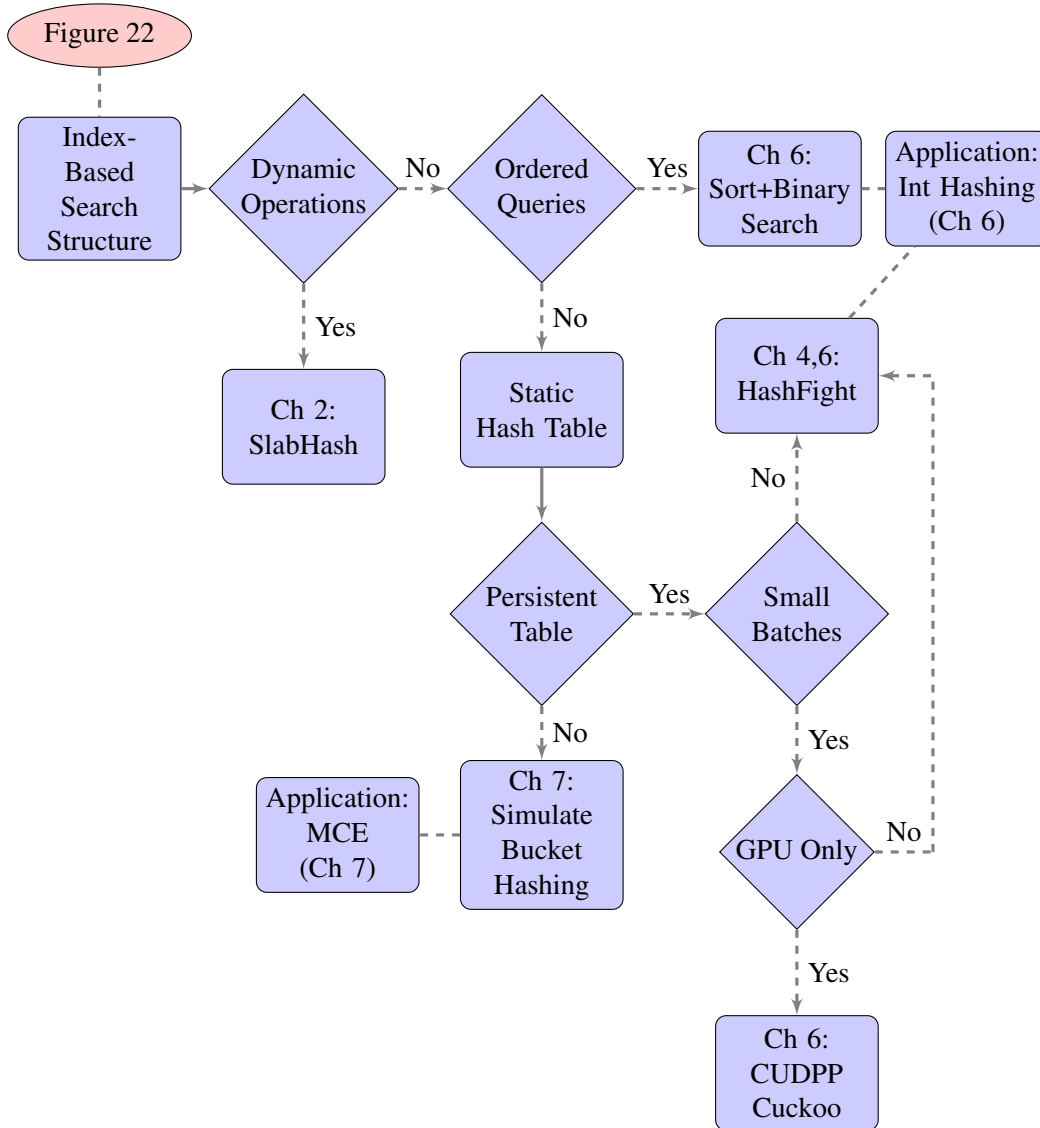 Figure 22
Index-
Based
Search
Structure
Dynamic
Operations
No
Ordered
Queries
Yes
Ch 6:
Sort+Binary
Search
Application:
Int Hashing
(Ch 6)
Yes
No
Ch 2:
SlabHash
Static
Hash Table
Ch 4,6:
HashFight
No
Persistent
Table
Yes
Small
Batches
No
Yes
Application:
MCE
(Ch 7)
Ch 7:
Simulate
Bucket
Hashing
GPU Only
No
Yes
Ch 6:
CUDPP
Cuckoo